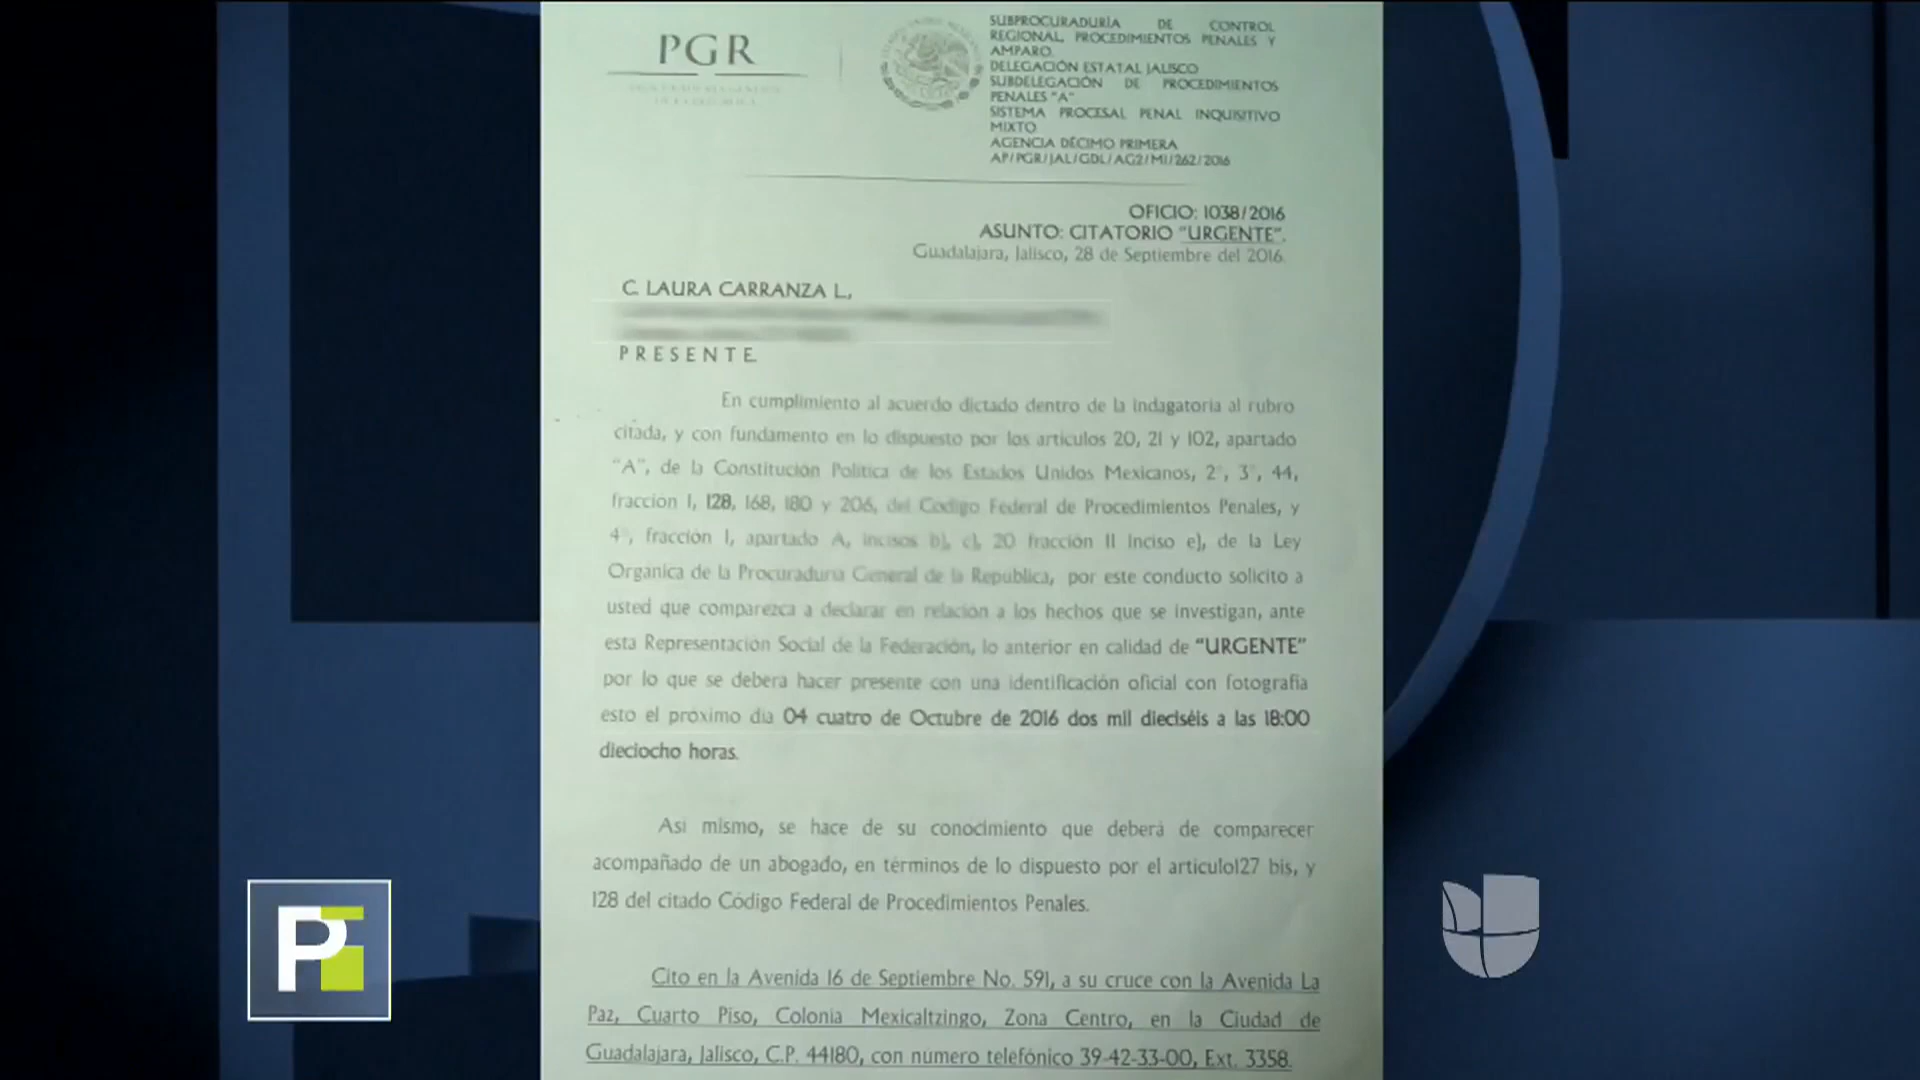 PGR
SUBPROCURADURÍA DE CONTROL
REGIONAL, PROCEDIMIENTOS PENALES Y
AMPARO.
DELEGACIÓN ESTATAL JALISCO
SUBDELEGACIÓN DE PROCEDIMIENTOS
PENALES "A"
SISTEMA PROCESAL PENAL INQUISITIVO
MIXTO
AGENCIA DÉCIMO PRIMERA
AP/PGR/JAL/GDL/AG2/MI/262/2016
OFICIO: 1038/2016
ASUNTO: CITATORIO "URGENTE".
Guadalajara, Jalisco, 28 de Septiembre del 2016.
C. LAURA CARRANZA L.,
PRESENTE.
En cumplimiento al acuerdo dictado dentro de la indagatoria al rubro
citada, y con fundamento en lo dispuesto por los artículos 20, 21 y 102, apartado
"A", de la Constitución Política de los Estados Unidos Mexicanos, 2°, 3°, 44,
fracción I, 128, 168, 180 y 206, del Código Federal de Procedimientos Penales, y
4°, fracción I, apartado A, incisos b), c), 20 fracción II inciso e), de la Ley
Orgánica de la Procuraduría General de la República, por este conducto solicito a
usted que comparezca a declarar en relación a los hechos que se investigan, ante
esta Representación Social de la Federación, lo anterior en calidad de "URGENTE"
por lo que se deberá hacer presente con una identificación oficial con fotografía
esto el próximo día 04 cuatro de Octubre de 2016 dos mil dieciséis a las 18:00
dieciocho horas.
Así mismo, se hace de su conocimiento que deberá de comparecer
acompañado de un abogado, en términos de lo dispuesto por el artículo127 bis, y
128 del citado Código Federal de Procedimientos Penales.
Cito en la Avenida 16 de Septiembre No. 591, a su cruce con la Avenida La
Paz, Cuarto Piso, Colonia Mexicaltzingo, Zona Centro, en la Ciudad de
Guadalajara, Jalisco, C.P. 44180, con número telefónico 39-42-33-00, Ext. 3358.